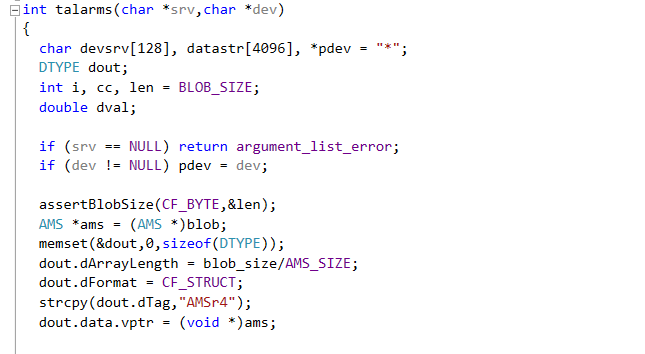 int talarms(char *srv,char *dev)
{
char devsrv[128], datastr[4096], *pdev = "*";
DTYPE dout;
int i, cc, len = BLOB_SIZE;
double dval;
if (srv == NULL) return argument_list_error;
if (dev != NULL) pdev = dev;
assertBlobSize(CF_BYTE,&len);
AMS *ams = (AMS *)blob;
memset(&dout,0,sizeof(DTYPE));
dout.dArrayLength = blob_size/AMS_SIZE;
dout.dFormat = CF_STRUCT;
strcpy(dout.dTag,"AMSr4");
dout.data.vptr = (void *)ams;